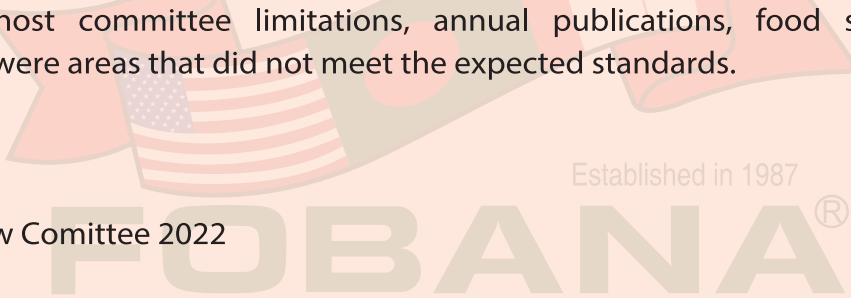 host committee limitations, annual publications, food s
were areas that did not meet the expected standards.
Established in 1987
w Comittee 2022
FOBANA®